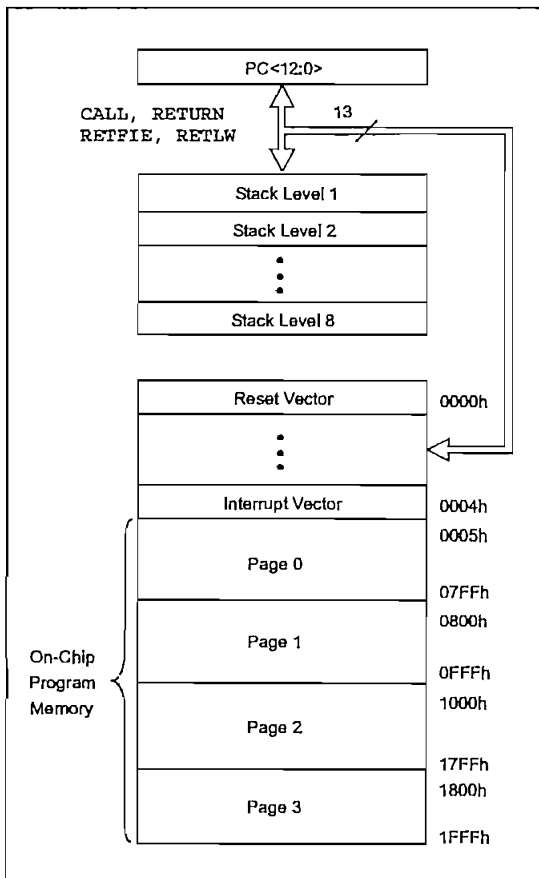 PC<12:0>
CALL, RETURN
RETFIE, RETLW
13
Stack Level 1
Stack Level 2
Stack Level 8
Reset Vector
0000h
Interrupt Vector
0004h
0005h
Page 0
07FFh
0800h
Page 1
0FFFh
On-Chip
Program
Memory
1000h
Page 2
17FFh
1800h
Page 3
1FFFh